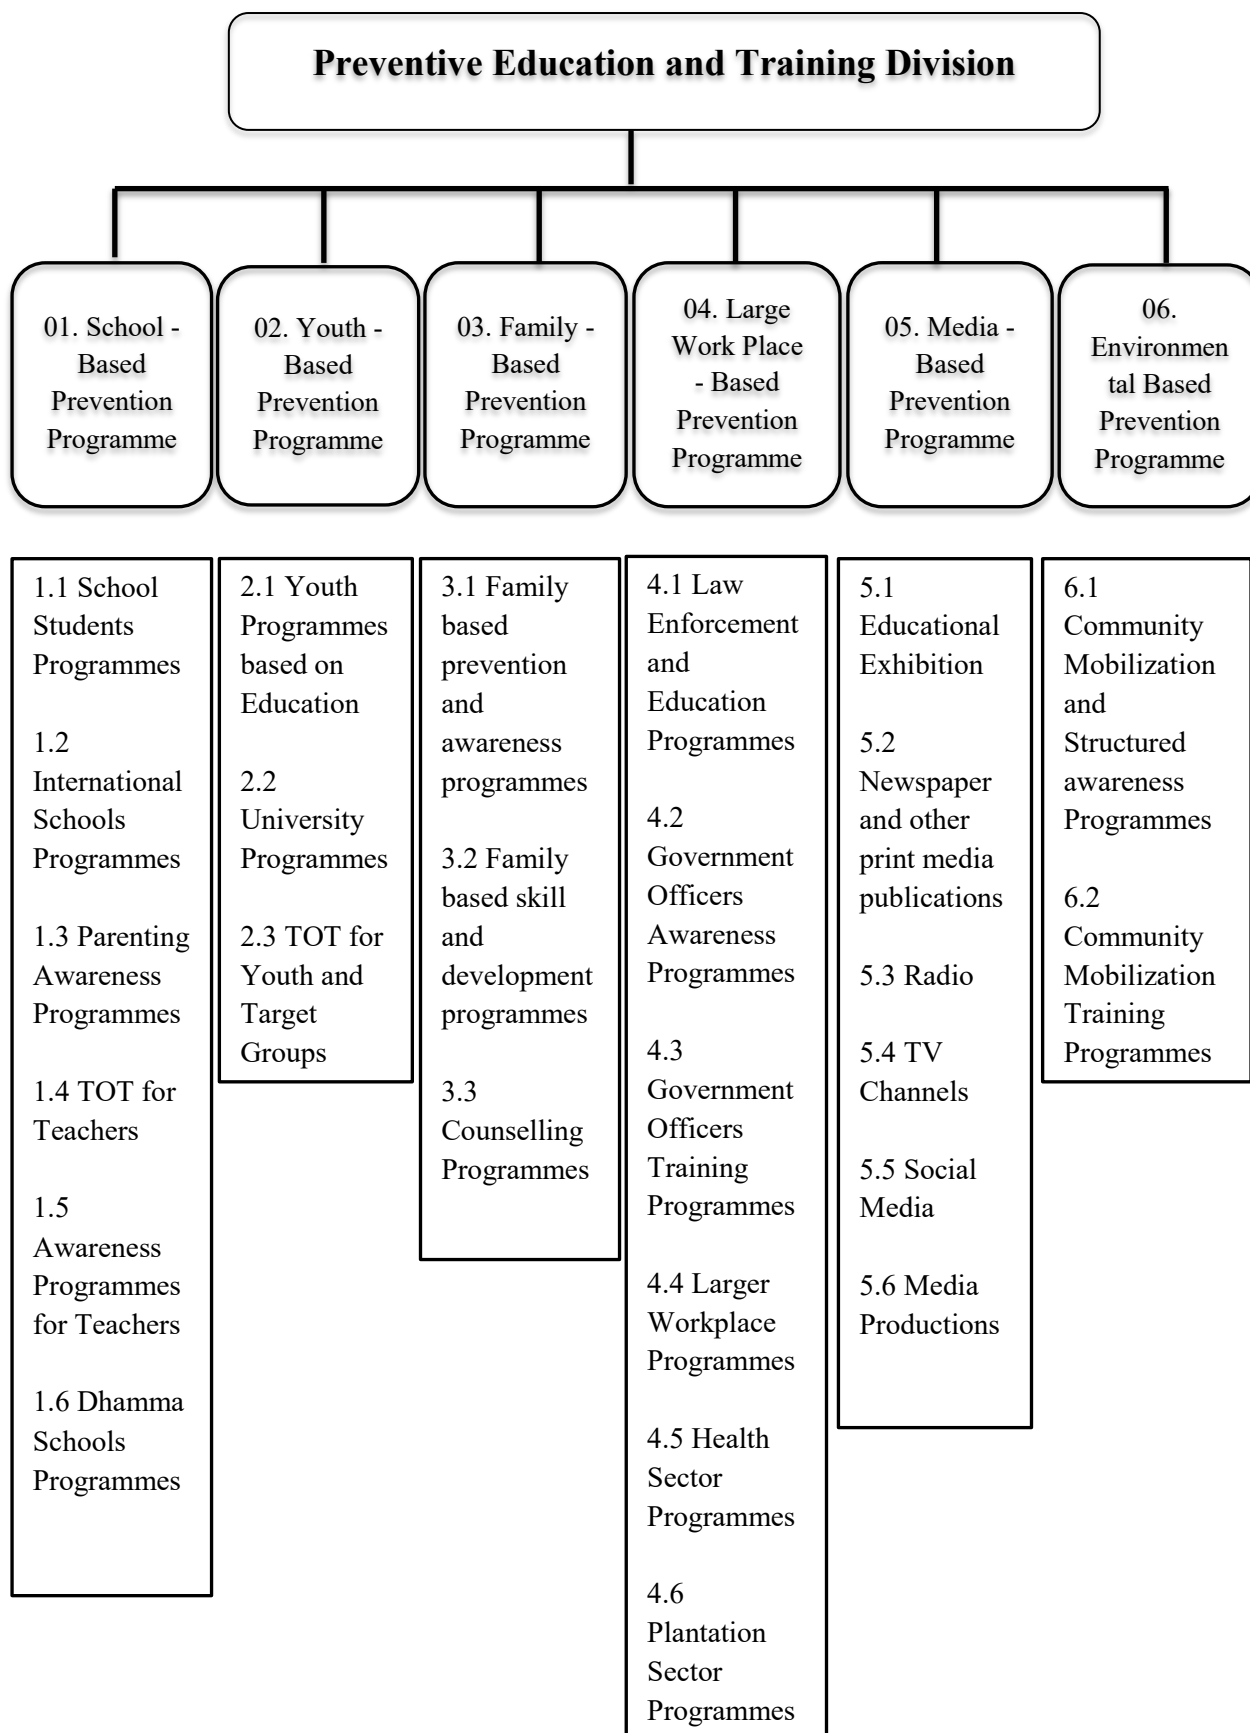 Preventive Education and Training Division
01. School -
Based
Prevention
Programme
02. Youth -
Based
Prevention
Programme
03. Family -
Based
Prevention
Programme
04. Large
Work Place
- Based
Prevention
Programme
05. Media -
Based
Prevention
Programme
06.
Environmen
tal Based
Prevention
Programme
1.1 School
Students
Programmes
1.2
International
Schools
Programmes
1.3 Parenting
Awareness
Programmes
1.4 TOT for
Teachers
1.5
Awareness
Programmes
for Teachers
1.6 Dhamma
Schools
Programmes
2.1 Youth
Programmes
based on
Education
2.2
University
Programmes
2.3 TOT for
Youth and
Target
Groups
3.1 Family
based
prevention
and
awareness
programmes
3.2 Family
based skill
and
development
programmes
3.3
Counselling
Programmes
4.1 Law
Enforcement
and
Education
Programmes
4.2
Government
Officers
Awareness
Programmes
4.3
Government
Officers
Training
Programmes
4.4 Larger
Workplace
Programmes
4.5 Health
Sector
Programmes
4.6
Plantation
Sector
Programmes
5.1
Educational
Exhibition
5.2
Newspaper
and other
print media
publications
5.3 Radio
5.4 TV
Channels
5.5 Social
Media
5.6 Media
Productions
6.1
Community
Mobilization
and
Structured
awareness
Programmes
6.2
Community
Mobilization
Training
Programmes